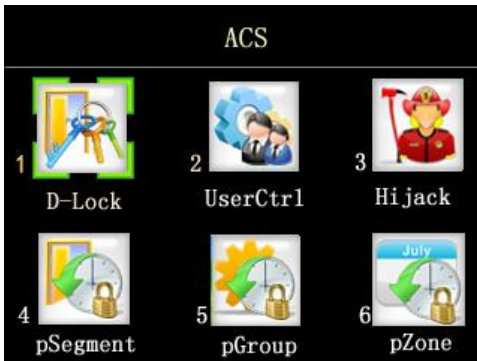 ACS
1 D-Lock
2 UserCtrl
3 Hijack
4 pSegment
5 pGroup
July
6 pZone